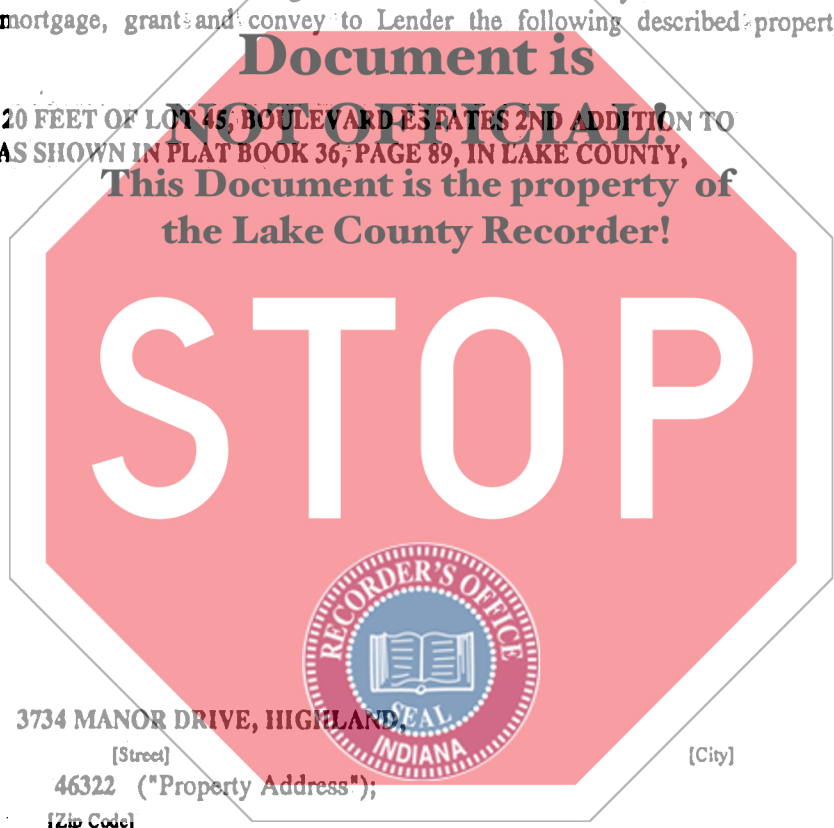 mortgage, grant and convey to Lender the following described propert
Document is
20 FEET OF LOT 45, BOULEVARD ESTATES 2ND ADDITION TO
NOT OFFICIAL!
AS SHOWN IN PLAT BOOK 36, PAGE 89, IN LAKE COUNTY,
This Document is the property of
the Lake County Recorder!
STOP
RECORDER'S OFFICE
SEAL
INDIANA
3734 MANOR DRIVE, HIGHLAND,
[Street] [City]
46322 ("Property Address");
[Zip Code]